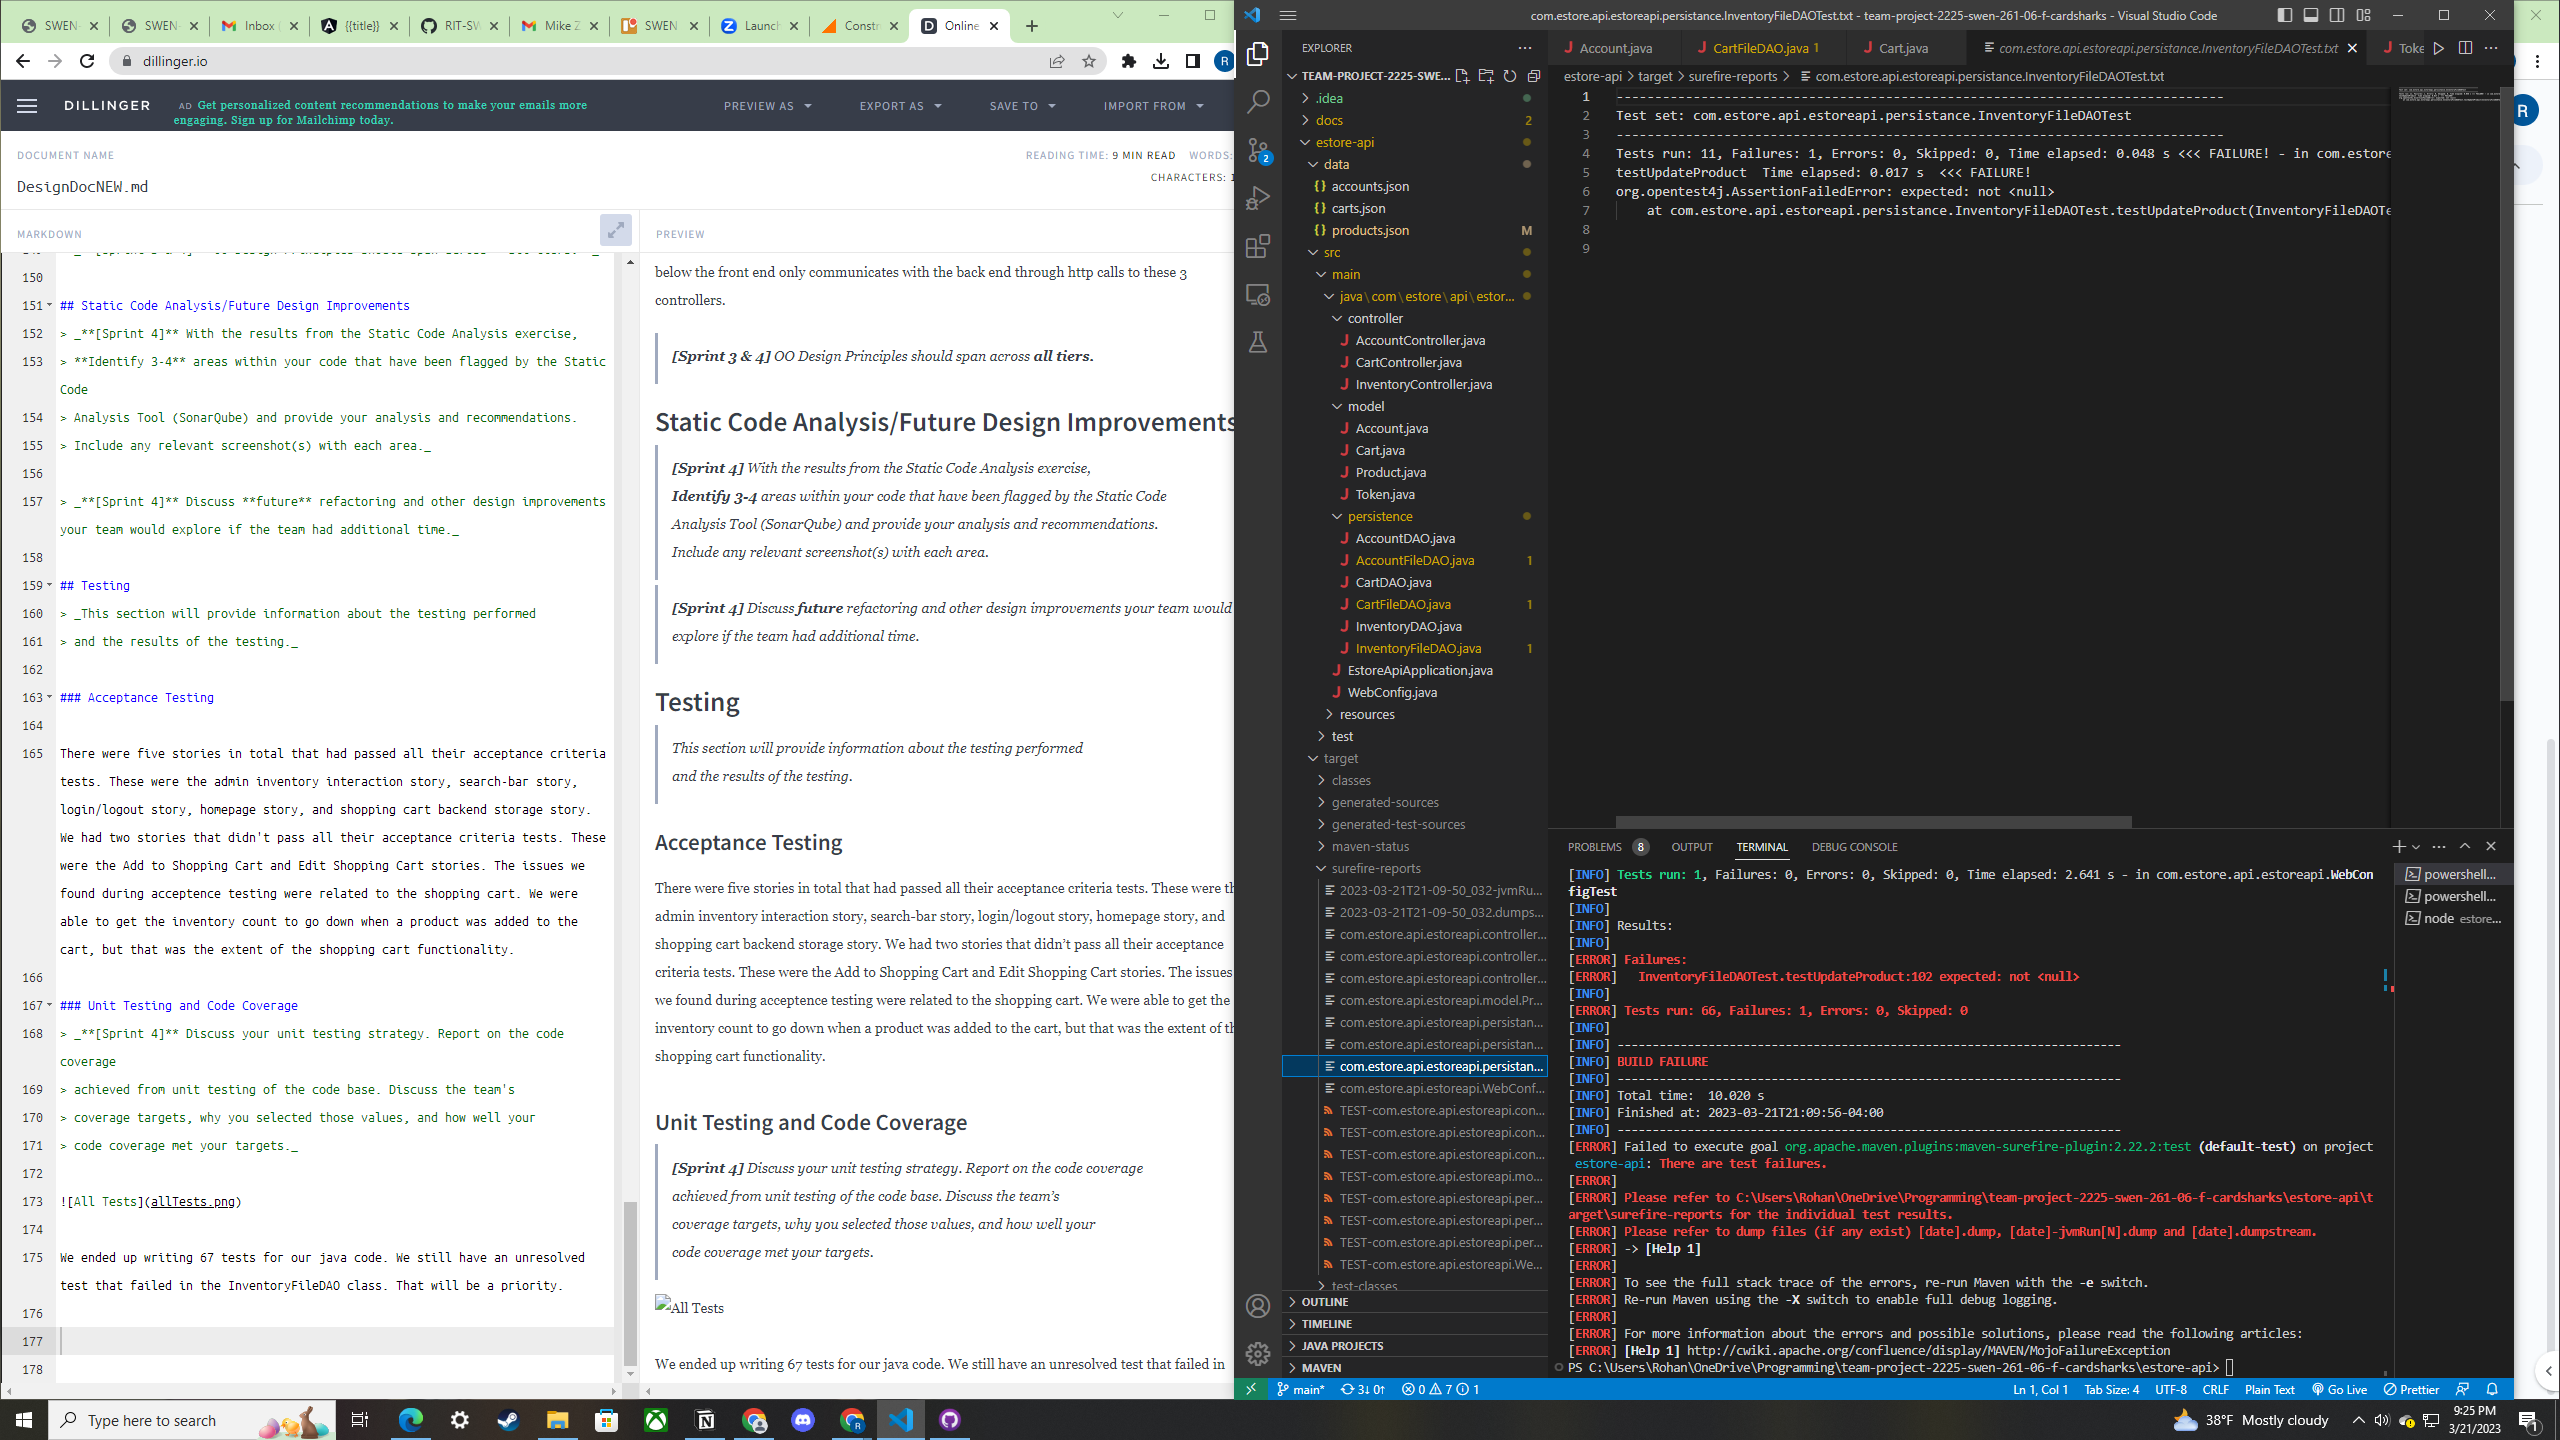 SWEN-
SWEN-
Inbox (
{{title}}
RIT-SW
Mike Z
SWEN
Launch
Constr
Online
dillinger.io
R
DILLINGER
AD Get personalized content recommendations to make your emails more
engaging. Sign up for Mailchimp today.
PREVIEW AS
EXPORT AS
SAVE TO
IMPORT FROM
DOCUMENT NAME
READING TIME: 9 MIN READ WORDS:
CHARACTERS: 1
DesignDocNEW.md
MARKDOWN
PREVIEW
150
151 ## Static Code Analysis/Future Design Improvements
152 > _**[Sprint 4]** With the results from the Static Code Analysis exercise,
153 > **Identify 3-4** areas within your code that have been flagged by the Static
Code
154 > Analysis Tool (SonarQube) and provide your analysis and recommendations.
155 > Include any relevant screenshot(s) with each area._
156
157 > _**[Sprint 4]** Discuss **future** refactoring and other design improvements
your team would explore if the team had additional time._
158
159 ## Testing
160 > _This section will provide information about the testing performed
161 > and the results of the testing._
162
163 ### Acceptance Testing
164
165 There were five stories in total that had passed all their acceptance criteria
tests. These were the admin inventory interaction story, search-bar story,
login/logout story, homepage story, and shopping cart backend storage story.
We had two stories that didn't pass all their acceptance criteria tests. These
were the Add to Shopping Cart and Edit Shopping Cart stories. The issues we
found during acceptance testing were related to the shopping cart. We were
able to get the inventory count to go down when a product was added to the
cart, but that was the extent of the shopping cart functionality.
166
167 ### Unit Testing and Code Coverage
168 > _**[Sprint 4]** Discuss your unit testing strategy. Report on the code
coverage
169 > achieved from unit testing of the code base. Discuss the team's
170 > coverage targets, why you selected those values, and how well your
171 > code coverage met your targets._
172
173 ![All Tests](allTests.png)
174
175 We ended up writing 67 tests for our java code. We still have an unresolved
test that failed in the InventoryFileDAO class. That will be a priority.
176
177
178
below the front end only communicates with the back end through http calls to these 3
controllers.
[Sprint 3 & 4] OO Design Principles should span across all tiers.
Static Code Analysis/Future Design Improvements
[Sprint 4] With the results from the Static Code Analysis exercise,
Identify 3-4 areas within your code that have been flagged by the Static Code
Analysis Tool (SonarQube) and provide your analysis and recommendations.
Include any relevant screenshot(s) with each area.
[Sprint 4] Discuss future refactoring and other design improvements your team would
explore if the team had additional time.
Testing
This section will provide information about the testing performed
and the results of the testing.
Acceptance Testing
There were five stories in total that had passed all their acceptance criteria tests. These were th
admin inventory interaction story, search-bar story, login/logout story, homepage story, and
shopping cart backend storage story. We had two stories that didn't pass all their acceptance
criteria tests. These were the Add to Shopping Cart and Edit Shopping Cart stories. The issues
we found during acceptence testing were related to the shopping cart. We were able to get the
inventory count to go down when a product was added to the cart, but that was the extent of th
shopping cart functionality.
Unit Testing and Code Coverage
[Sprint 4] Discuss your unit testing strategy. Report on the code coverage
achieved from unit testing of the code base. Discuss the team's
coverage targets, why you selected those values, and how well your
code coverage met your targets.
All Tests
We ended up writing 67 tests for our java code. We still have an unresolved test that failed in
com.estore.api.estoreapi.persistance.InventoryFileDAOTest.txt - team-project-2225-swen-261-06-f-cardsharks - Visual Studio Code
EXPLORER
TEAM-PROJECT-2225-SWE...
.idea
docs 2
estore-api
data
accounts.json
carts.json
products.json M
src
main
java\com\estore\api\estor...
controller
AccountController.java
CartController.java
InventoryController.java
model
Account.java
Cart.java
Product.java
Token.java
persistence
AccountDAO.java
AccountFileDAO.java 1
CartDAO.java
CartFileDAO.java 1
InventoryDAO.java
InventoryFileDAO.java 1
EstoreApiApplication.java
WebConfig.java
resources
test
target
classes
generated-sources
generated-test-sources
maven-status
surefire-reports
2023-03-21T21-09-50_032-jvmRu...
2023-03-21T21-09-50_032.dumps...
com.estore.api.estoreapi.controller...
com.estore.api.estoreapi.controller...
com.estore.api.estoreapi.controller...
com.estore.api.estoreapi.model.Pr...
com.estore.api.estoreapi.persistan...
com.estore.api.estoreapi.persistan...
com.estore.api.estoreapi.persistan...
com.estore.api.estoreapi.WebConf...
TEST-com.estore.api.estoreapi.con...
TEST-com.estore.api.estoreapi.con...
TEST-com.estore.api.estoreapi.con...
TEST-com.estore.api.estoreapi.mo...
TEST-com.estore.api.estoreapi.per...
TEST-com.estore.api.estoreapi.per...
TEST-com.estore.api.estoreapi.per...
TEST-com.estore.api.estoreapi.We...
test-classes
OUTLINE
TIMELINE
JAVA PROJECTS
MAVEN
2
Account.java
CartFileDAO.java 1
Cart.java
com.estore.api.estoreapi.persistance.InventoryFileDAOTest.txt
Toke
estore-api > target > surefire-reports > com.estore.api.estoreapi.persistance.InventoryFileDAOTest.txt
1 -------------------------------------------------------------------------------
2 Test set: com.estore.api.estoreapi.persistance.InventoryFileDAOTest
3 -------------------------------------------------------------------------------
4 Tests run: 11, Failures: 1, Errors: 0, Skipped: 0, Time elapsed: 0.048 s <<< FAILURE! - in com.estore
5 testUpdateProduct Time elapsed: 0.017 s <<< FAILURE!
6 org.opentest4j.AssertionFailedError: expected: not <null>
7 at com.estore.api.estoreapi.persistance.InventoryFileDAOTest.testUpdateProduct(InventoryFileDAOTe
8
9
PROBLEMS 8
OUTPUT
TERMINAL
DEBUG CONSOLE
powershell...
powershell...
node estore...
[INFO] Tests run: 1, Failures: 0, Errors: 0, Skipped: 0, Time elapsed: 2.641 s - in com.estore.api.estoreapi.WebCon
figTest
[INFO]
[INFO] Results:
[INFO]
[ERROR] Failures:
[ERROR] InventoryFileDAOTest.testUpdateProduct:102 expected: not <null>
[INFO]
[ERROR] Tests run: 66, Failures: 1, Errors: 0, Skipped: 0
[INFO]
[INFO] ------------------------------------------------------------------------
[INFO] BUILD FAILURE
[INFO] ------------------------------------------------------------------------
[INFO] Total time: 10.020 s
[INFO] Finished at: 2023-03-21T21:09:56-04:00
[INFO] ------------------------------------------------------------------------
[ERROR] Failed to execute goal org.apache.maven.plugins:maven-surefire-plugin:2.22.2:test (default-test) on project
estore-api: There are test failures.
[ERROR]
[ERROR] Please refer to C:\Users\Rohan\OneDrive\Programming\team-project-2225-swen-261-06-f-cardsharks\estore-api\t
arget\surefire-reports for the individual test results.
[ERROR] Please refer to dump files (if any exist) [date].dump, [date]-jvmRun[N].dump and [date].dumpstream.
[ERROR] -> [Help 1]
[ERROR]
[ERROR] To see the full stack trace of the errors, re-run Maven with the -e switch.
[ERROR] Re-run Maven using the -X switch to enable full debug logging.
[ERROR]
[ERROR] For more information about the errors and possible solutions, please read the following articles:
[ERROR] [Help 1] http://cwiki.apache.org/confluence/display/MAVEN/MojoFailureException
PS C:\Users\Rohan\OneDrive\Programming\team-project-2225-swen-261-06-f-cardsharks\estore-api>
main* 3↓ 0↑ 0 7 1
Ln 1, Col 1 Tab Size: 4 UTF-8 CRLF Plain Text Go Live Prettier
R
Type here to search
38°F Mostly cloudy
9:25 PM
3/21/2023
1